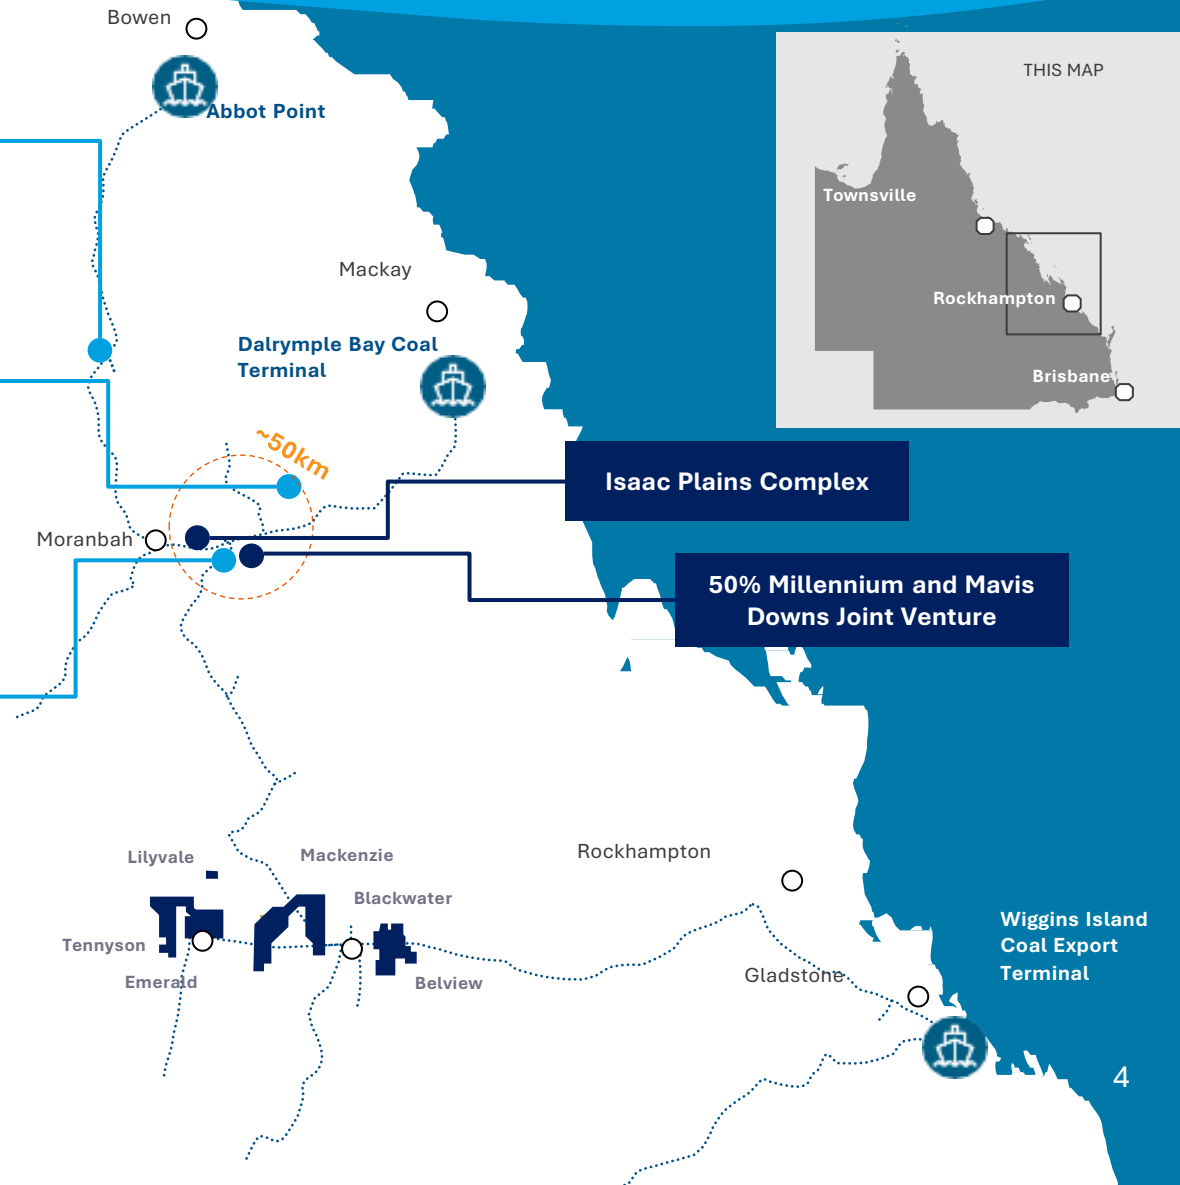 Bowen
Abbot Point
THIS MAP
Townsville
Rockhampton
Brisbane
Mackay
Dalrymple Bay Coal
Terminal
~50km
Isaac Plains Complex
Moranbah
50% Millennium and Mavis
Downs Joint Venture
Lilyvale
Mackenzie
Rockhampton
Blackwater
Tennyson
Emerald
Belview
Gladstone
Wiggins Island
Coal Export
Terminal
4